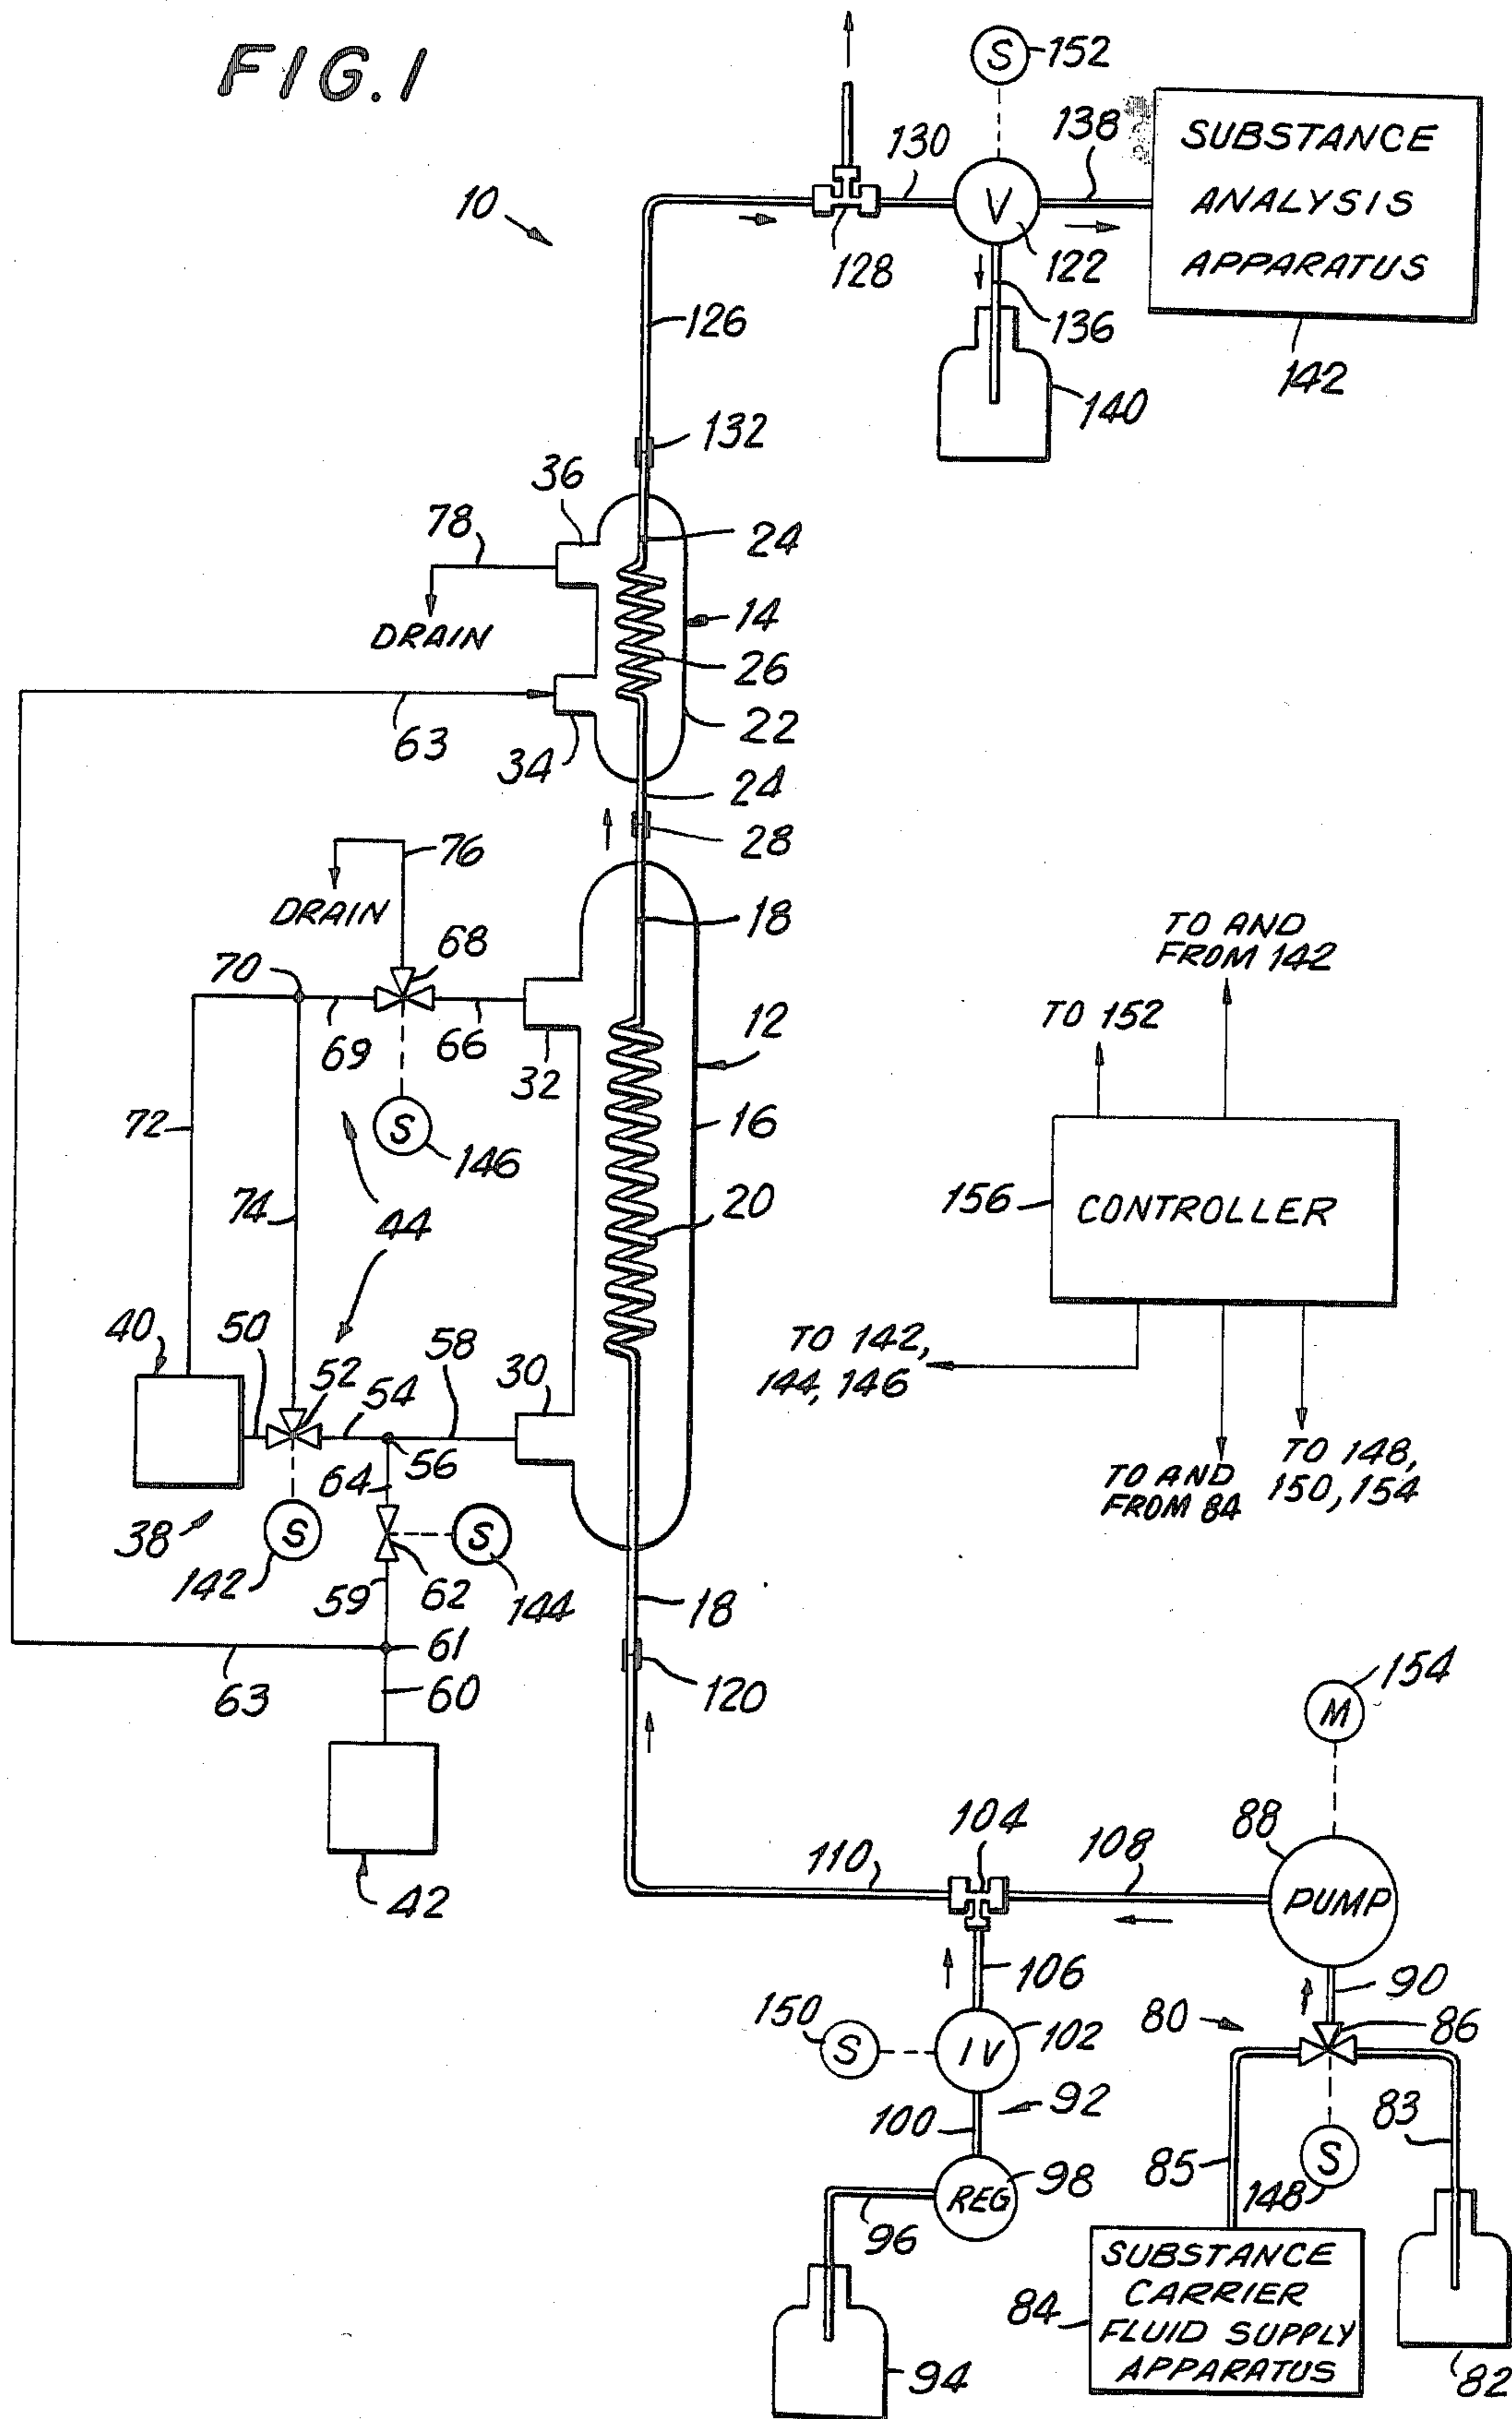 FIG. 1
S 152
10
130
138
SUBSTANCE
ANALYSIS
APPARATUS
V
128
122
126
136
142
140
132
36
78
24
DRAIN
14
26
63
22
34
24
28
76
DRAIN
18
68
70
TO AND
FROM 142
TO 152
69
66
32
12
72
S
146
16
74
44
20
156
CONTROLLER
40
50
52
54
58
30
TO 142,
144, 146
56
64
TO AND
FROM 84
TO 148,
150, 154
38
S
142
S
59
62
144
18
61
63
60
120
154
M
104
88
110
108
PUMP
42
106
90
150
S
IV
102
80
86
92
100
83
85
S
148
REG
98
96
SUBSTANCE
CARRIER
FLUID SUPPLY
APPARATUS
84
94
82